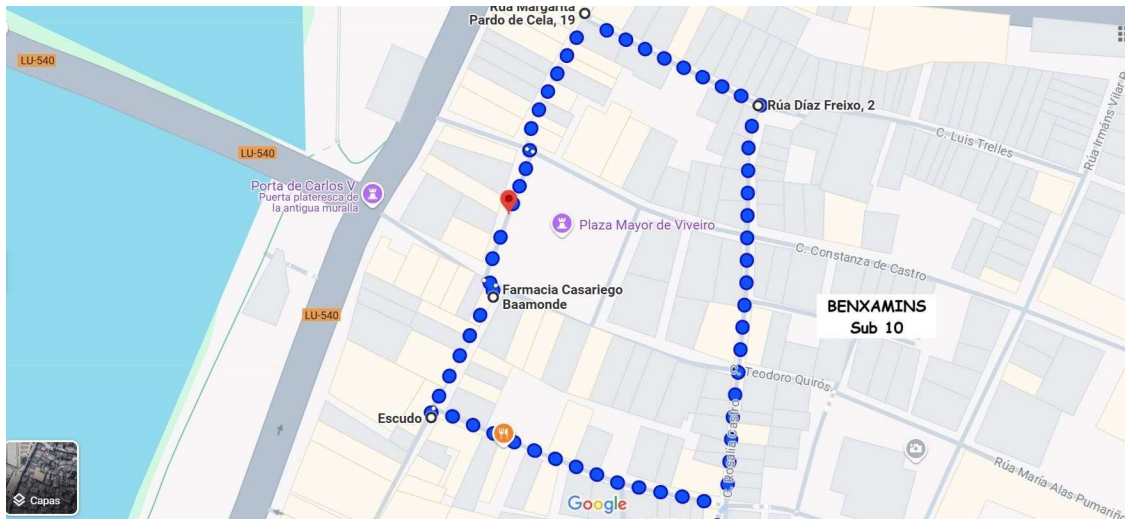 Rúa Margarita
Pardo de Cela, 19
LU-540
LU-540
Rúa Díaz Freixo, 2
C. Luis Trelles
Rúa Irmáns Vilar
Porta de Carlos V
Puerta plateresca de
la antigua muralla
Plaza Mayor de Viveiro
C. Constanza de Castro
Farmacia Casariego
Baamonde
LU-540
BENXAMINS
Sub 10
C. Teodoro Quirós
Escudo
C. Rosalía Castro
Rúa María Alas Pumariño
Capas
Google